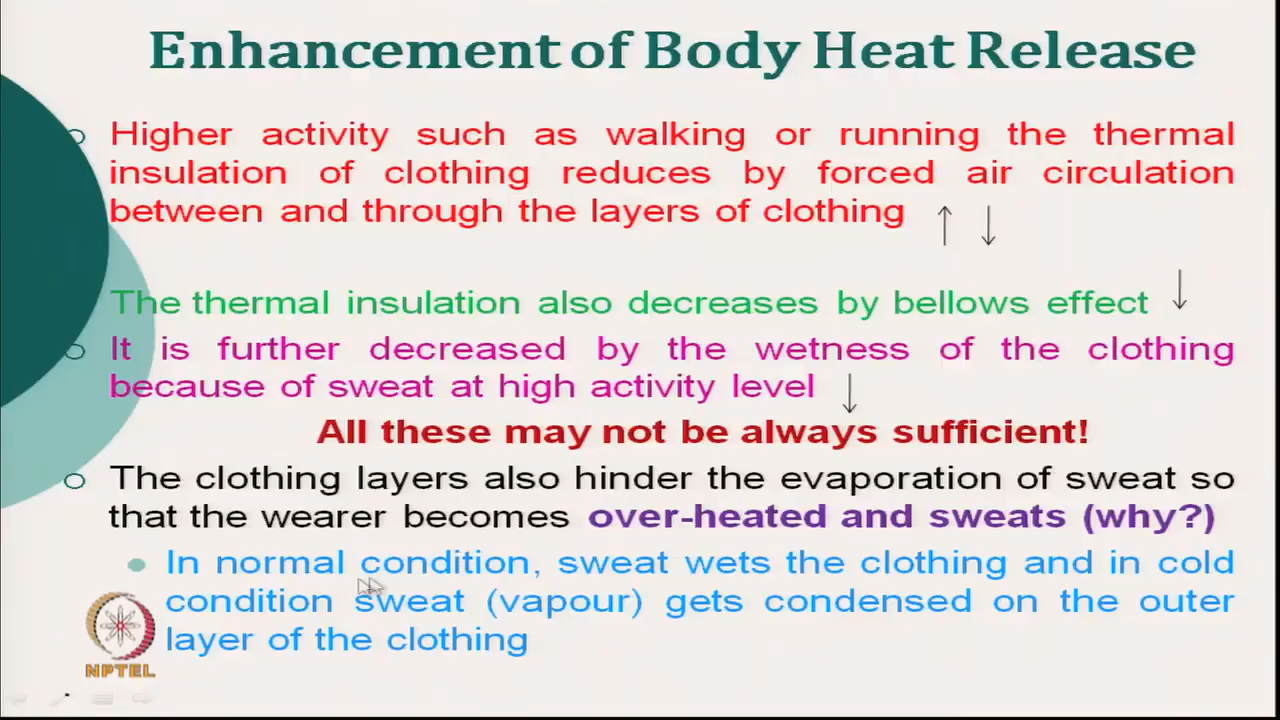 Enhancement of Body Heat Release
Higher activity such as walking or running the thermal
insulation of clothing reduces by forced air circulation
between and through the layers of clothing ↑ ↓
The thermal insulation also decreases by bellows effect ↓
It is further decreased by the wetness of the clothing
because of sweat at high activity level ↓
All these may not be always sufficient!
The clothing layers also hinder the evaporation of sweat so
that the wearer becomes over-heated and sweats (why?)
In normal condition, sweat wets the clothing and in cold
condition sweat (vapour) gets condensed on the outer
layer of the clothing
NPTEL